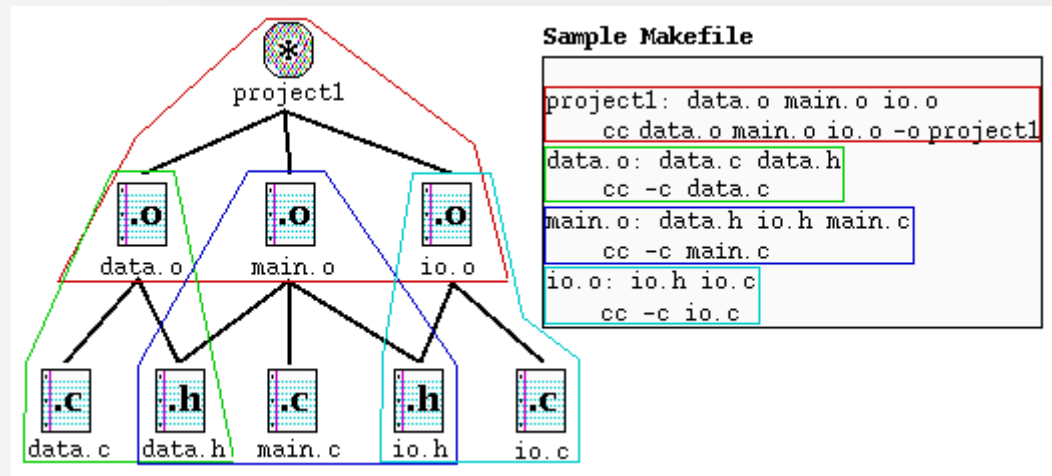 Sample Makefile
*
project1
project1: data.o main.o io.o
cc data.o main.o io.o -o project1
data.o: data.c data.h
cc -c data.c
main.o: data.h io.h main.c
cc -c main.c
io.o: io.h io.c
cc -c io.c
.o .o .o
data.o main.o io.o
.c .h .c .h .c
data.c data.h main.c io.h io.c